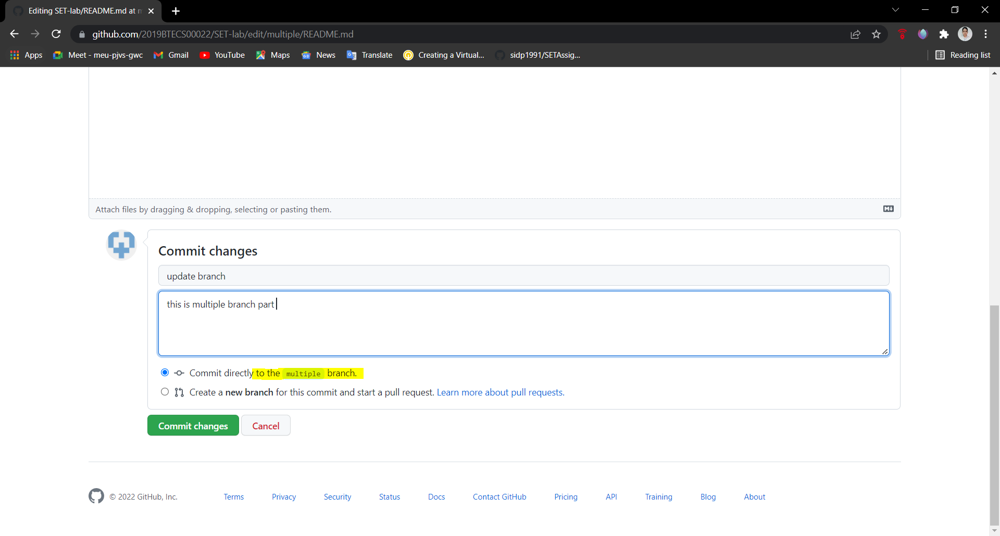 Editing SET-lab/README.md at m
github.com/2019BTECS00022/SET-lab/edit/multiple/README.md
Apps Meet - meu-pjvs-gwc Gmail YouTube Maps News Translate Creating a Virtual... sidp1991/SETAssig... Reading list
Attach files by dragging & dropping, selecting or pasting them.
Commit changes
update branch
this is multiple branch part
Commit directly to the multiple branch.
Create a new branch for this commit and start a pull request. Learn more about pull requests.
Commit changes Cancel
© 2022 GitHub, Inc. Terms Privacy Security Status Docs Contact GitHub Pricing API Training Blog About